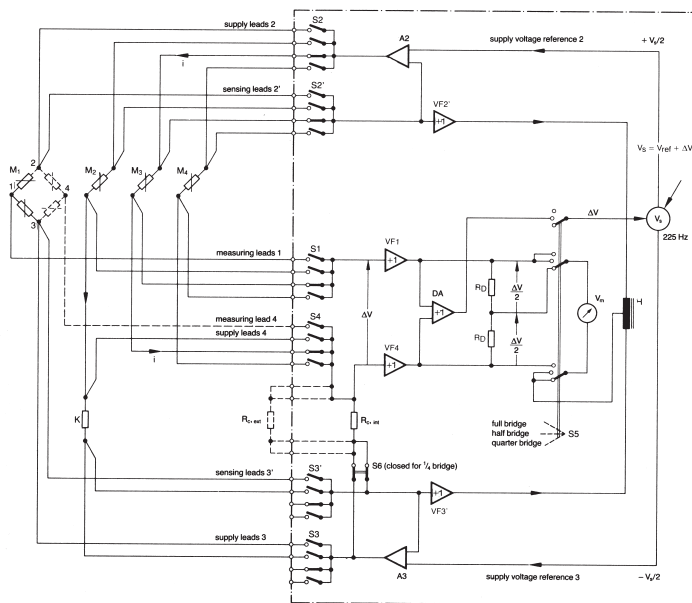 supply leads 2
S2
A2
supply voltage reference 2
+ Vs/2
i
sensing leads 2'
S2'
VF2'
+1
Vs = Vref + ΔV
M1
2
1
4
3
M2
M3
M4
Vs
225 Hz
ΔV
measuring leads 1
S1
VF1
+1
DA
+1
RD
ΔV/2
Vm
T
measuring lead 4
S4
ΔV
RD
ΔV/2
supply leads 4
VF4
+1
i
Rc, ext
Rc, int
full bridge
half bridge
quarter bridge
S5
K
S6 (closed for 1/4 bridge)
sensing leads 3'
S3'
+1
VF3'
supply leads 3
S3
A3
supply voltage reference 3
− Vs/2